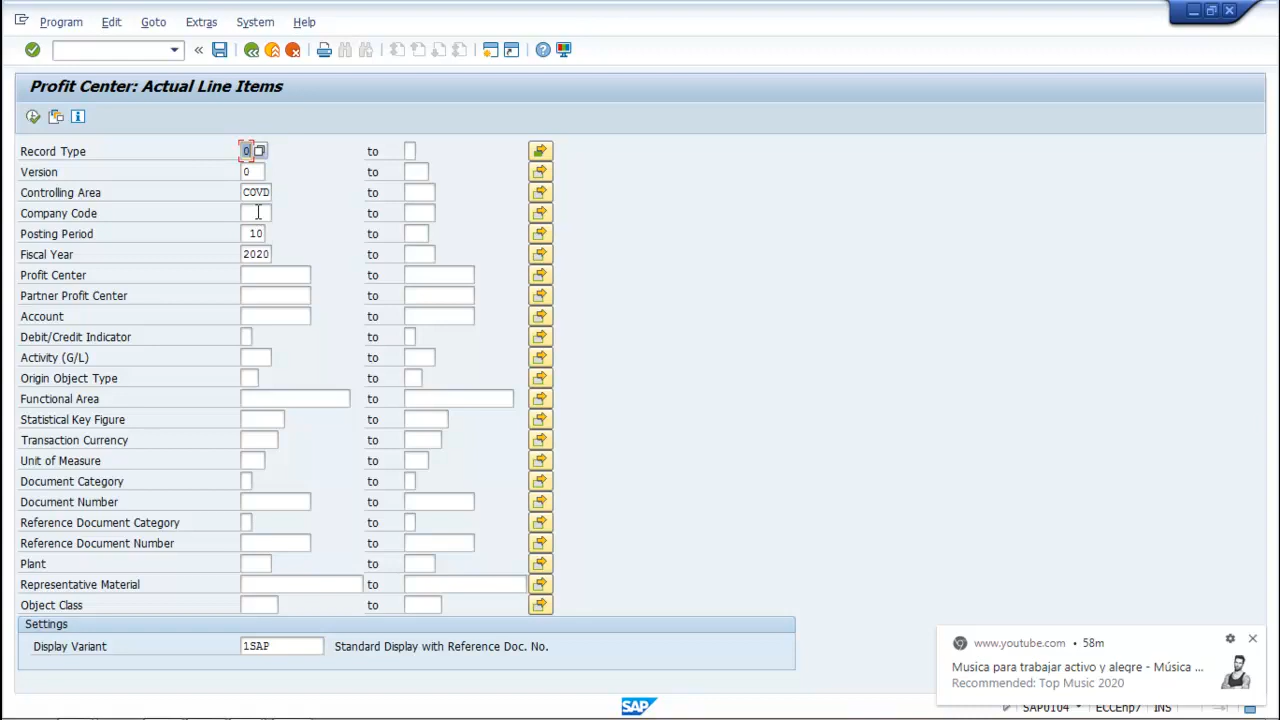 Program Edit Goto Extras System Help
Profit Center: Actual Line Items
Record Type 0 to
Version 0 to
Controlling Area COVD to
Company Code to
Posting Period 10 to
Fiscal Year 2020 to
Profit Center to
Partner Profit Center to
Account to
Debit/Credit Indicator to
Activity (G/L) to
Origin Object Type to
Functional Area to
Statistical Key Figure to
Transaction Currency to
Unit of Measure to
Document Category to
Document Number to
Reference Document Category to
Reference Document Number to
Plant to
Representative Material to
Object Class to
Settings
Display Variant 1SAP Standard Display with Reference Doc. No.
www.youtube.com • 58m
Musica para trabajar activo y alegre - Música ...
Recommended: Top Music 2020
SAP
SAPU104 ECCEhp7 INS